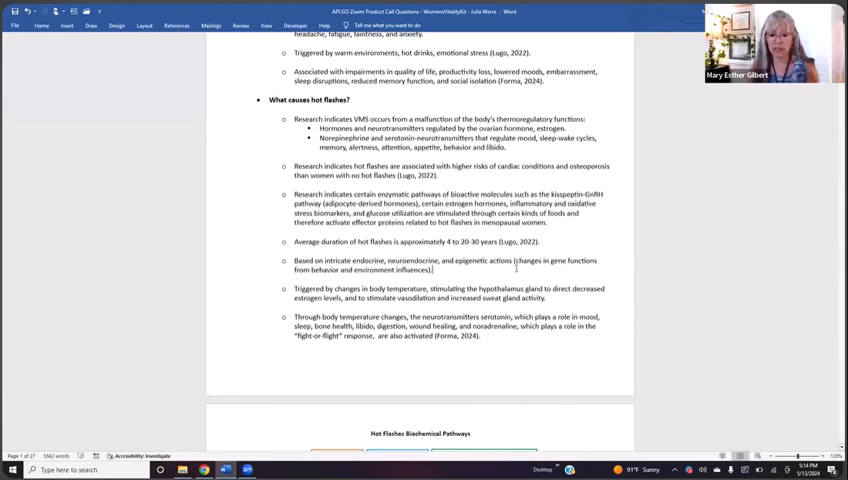 APLGO Zoom Product Call Questions - WomensVitalityKit - Julia Wene - Word
File Home Insert Draw Design Layout References Mailings Review View Developer Help Tell me what you want to do
Mary Esther Gilbert
headache, fatigue, faintness, and anxiety.
Triggered by warm environments, hot drinks, emotional stress (Lugo, 2022).
Associated with impairments in quality of life, productivity loss, lowered moods, embarrassment,
sleep disruptions, reduced memory function, and social isolation (Forma, 2024).
What causes hot flashes?
Research indicates VMS occurs from a malfunction of the body's thermoregulatory functions:
Hormones and neurotransmitters regulated by the ovarian hormone, estrogen.
Norepinephrine and serotonin-neurotransmitters that regulate mood, sleep-wake cycles,
memory, alertness, attention, appetite, behavior and libido.
Research indicates hot flashes are associated with higher risks of cardiac conditions and osteoporosis
than women with no hot flashes (Lugo, 2022).
Research indicates certain enzymatic pathways of bioactive molecules such as the kisspeptin-GnRH
pathway (adipocyte-derived hormones), certain estrogen hormones, inflammatory and oxidative
stress biomarkers, and glucose utilization are stimulated through certain kinds of foods and
therefore activate effector proteins related to hot flashes in menopausal women.
Average duration of hot flashes is approximately 4 to 20-30 years (Lugo, 2022).
Based on intricate endocrine, neuroendocrine, and epigenetic actions (changes in gene functions
from behavior and environment influences).
Triggered by changes in body temperature, stimulating the hypothalamus gland to direct decreased
estrogen levels, and to stimulate vasodilation and increased sweat gland activity.
Through body temperature changes, the neurotransmitters serotonin, which plays a role in mood,
sleep, bone health, libido, digestion, wound healing, and noradrenaline, which plays a role in the
"fight-or-flight" response, are also activated (Forma, 2024).
Hot Flashes Biochemical Pathways
Page 1 of 27 5562 words Accessibility: Investigate 120%
Type here to search Desktop 91°F Sunny 5:14 PM
5/13/2024